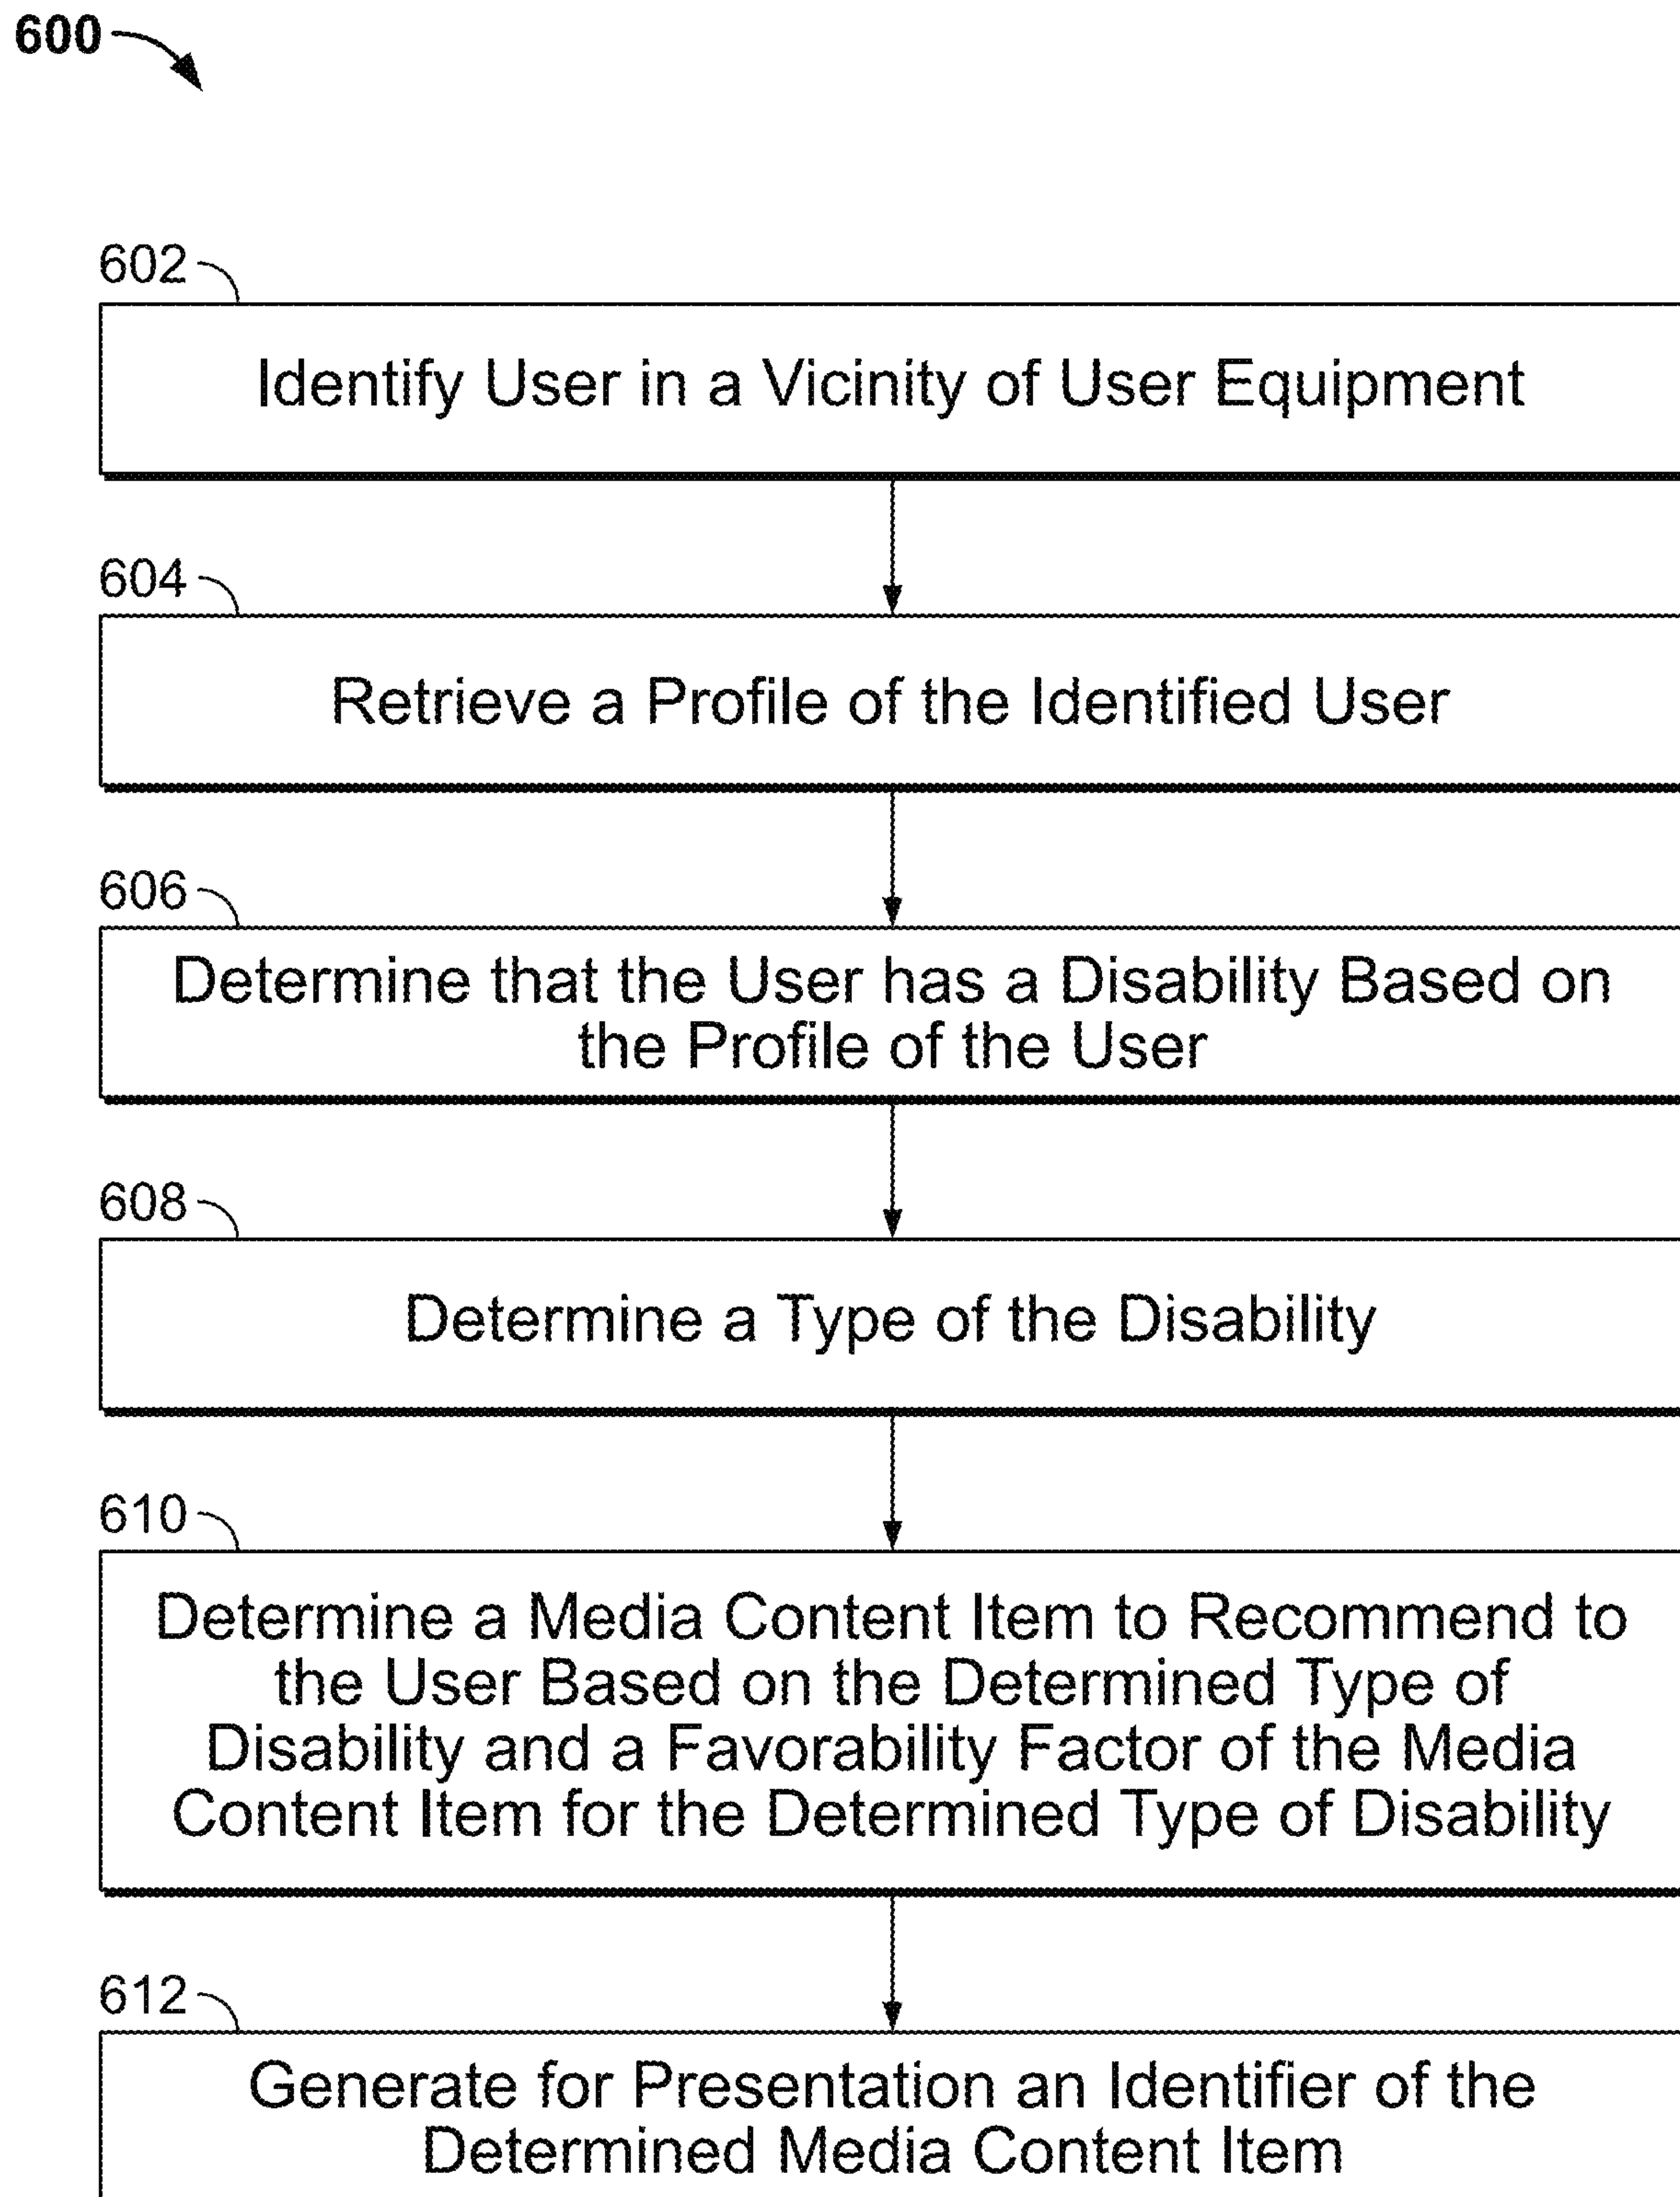 600
602
Identify User in a Vicinity of User Equipment
604
Retrieve a Profile of the Identified User
606
Determine that the User has a Disability Based on
the Profile of the User
608
Determine a Type of the Disability
610
Determine a Media Content Item to Recommend to
the User Based on the Determined Type of
Disability and a Favorability Factor of the Media
Content Item for the Determined Type of Disability
612
Generate for Presentation an Identifier of the
Determined Media Content Item